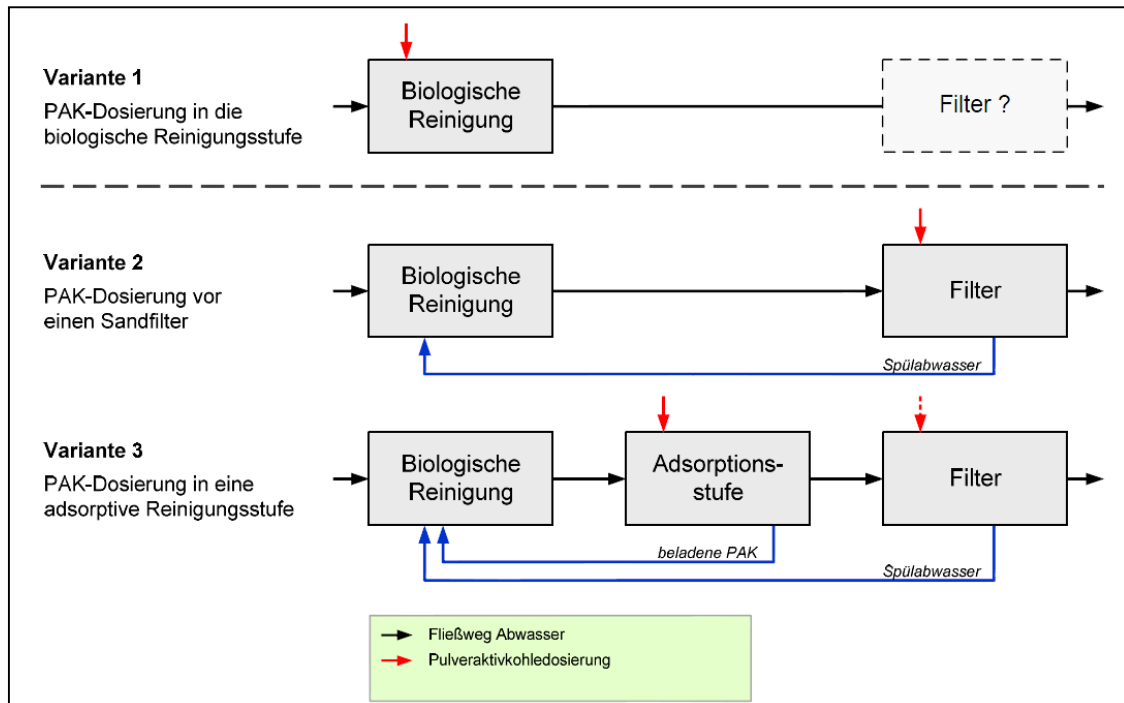 Variante 1
PAK-Dosierung in die
biologische Reinigungsstufe
Biologische
Reinigung
Filter ?
Variante 2
PAK-Dosierung vor
einen Sandfilter
Biologische
Reinigung
Filter
Spülabwasser
Variante 3
PAK-Dosierung in eine
adsorptive Reinigungsstufe
Biologische
Reinigung
Adsorptions-
stufe
Filter
beladene PAK
Spülabwasser
Fließweg Abwasser
Pulveraktivkohledosierung